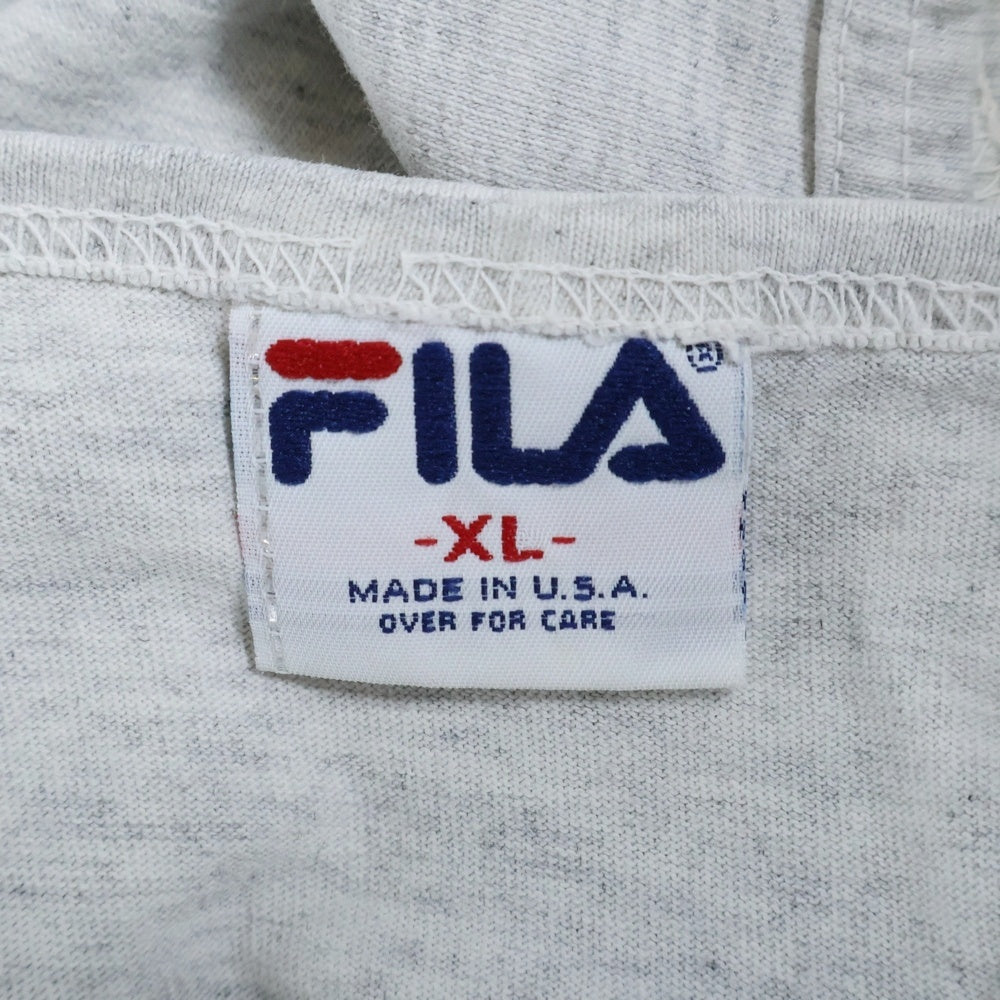 FILA®
-XL-
MADE IN U.S.A.
OVER FOR CARE